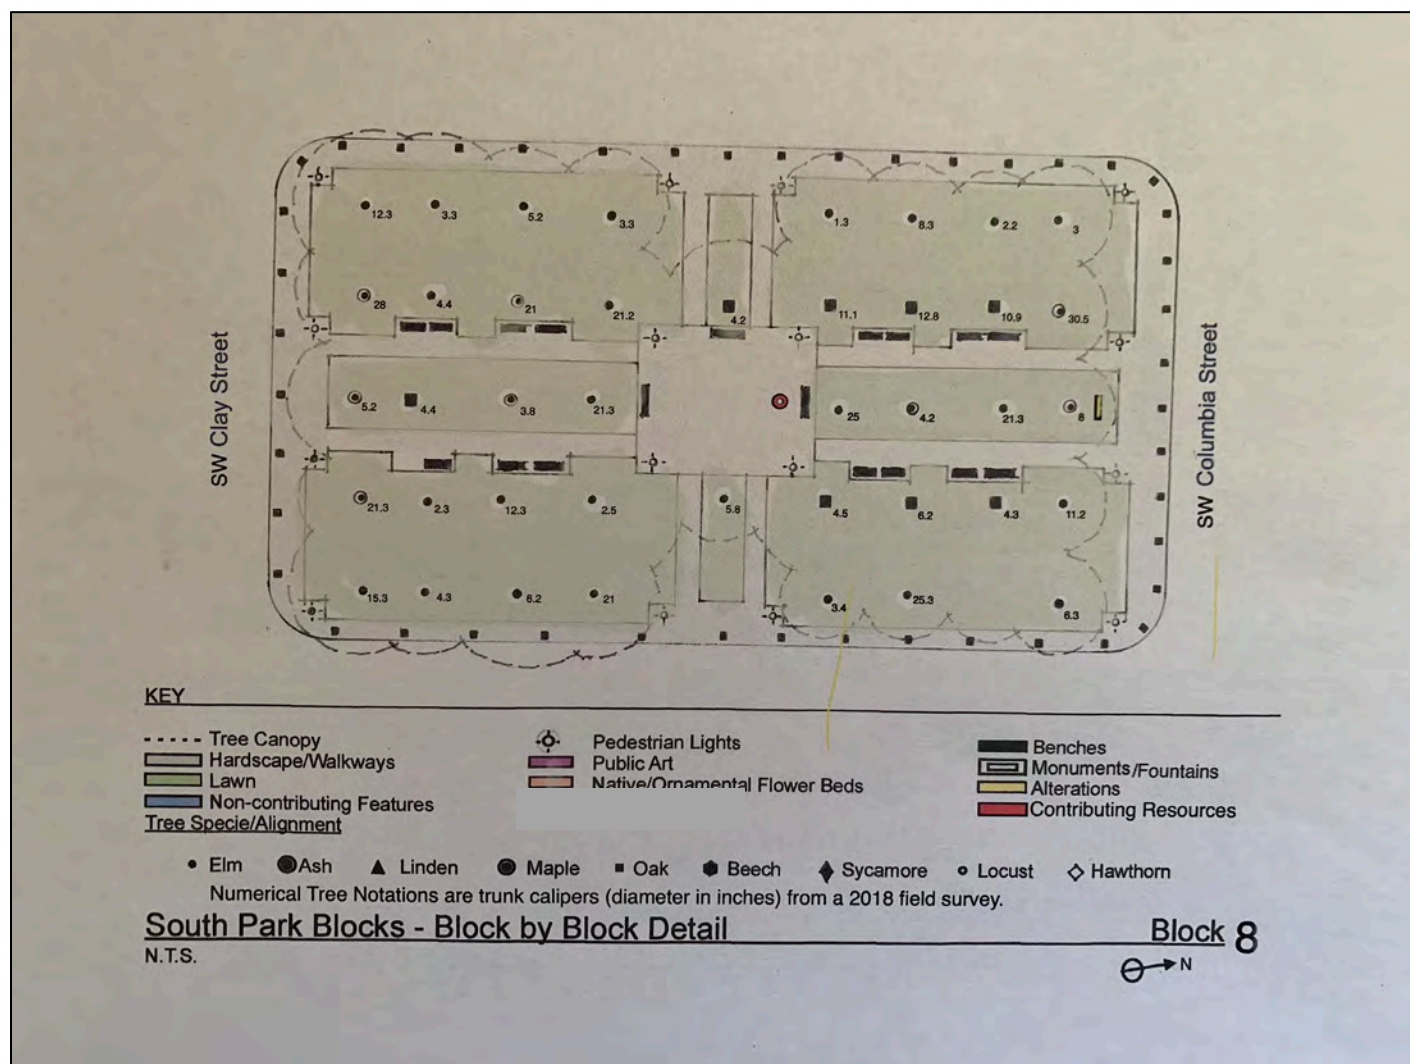 12.3 3.3 5.2 3.3 1.3 8.3 2.2 3
28 4.4 21 21.2 4.2 11.1 12.8 10.9 30.5
SW Clay Street
5.2 4.4 3.8 21.3 25 4.2 21.3 8
SW Columbia Street
21.3 2.3 12.3 2.5 5.8 4.5 6.2 4.3 11.2
15.3 4.3 6.2 21 3.4 25.3 6.3
KEY
Tree Canopy
Hardscape/Walkways
Lawn
Non-contributing Features
Pedestrian Lights
Public Art
Native/Ornamental Flower Beds
Benches
Monuments/Fountains
Alterations
Contributing Resources
Tree Specie/Alignment
Elm Ash Linden Maple Oak Beech Sycamore Locust Hawthorn
Numerical Tree Notations are trunk calipers (diameter in inches) from a 2018 field survey.
South Park Blocks - Block by Block Detail
Block 8
N.T.S.
N